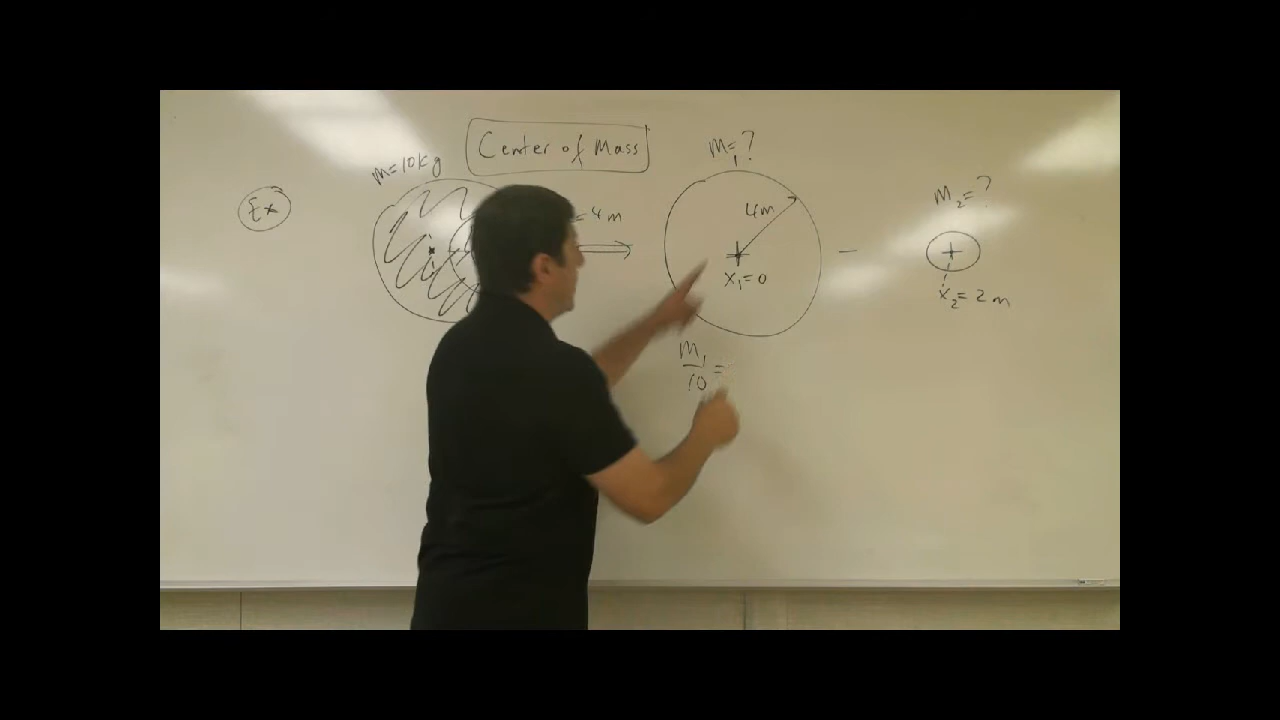 Center of Mass
Ex
m=10kg
= 4m
m₁=?
4m
x₁=0
−
m₂=?
x₂=2m
m₁
10 =